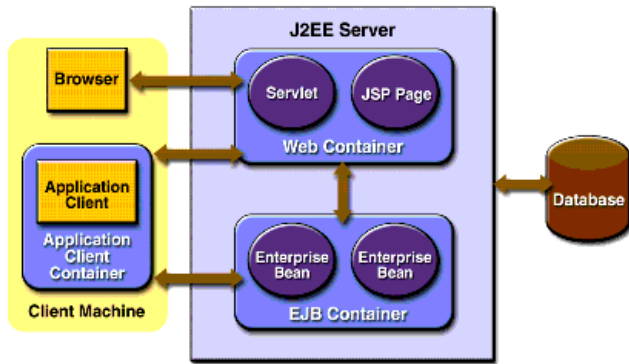 J2EE Server
Browser
Servlet
JSP Page
Web Container
Application
Client
Application
Client
Container
Client Machine
Enterprise
Bean
Enterprise
Bean
EJB Container
Database